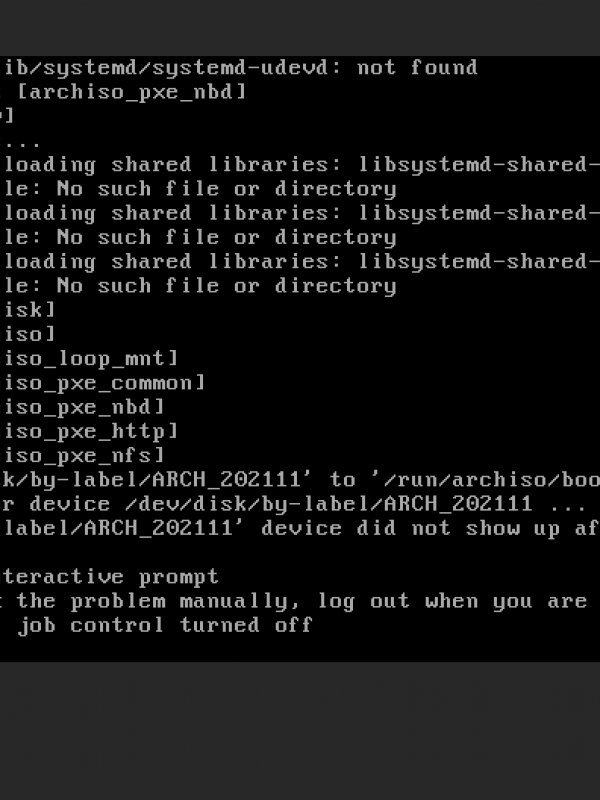 ib/systemd/systemd-udevd: not found
: [archiso_pxe_nbd]
]
...
loading shared libraries: libsystemd-shared-
le: No such file or directory
loading shared libraries: libsystemd-shared-
le: No such file or directory
loading shared libraries: libsystemd-shared-
le: No such file or directory
isk]
iso]
iso_loop_mnt]
iso_pxe_common]
iso_pxe_nbd]
iso_pxe_http]
iso_pxe_nfs]
k/by-label/ARCH_202111' to '/run/archiso/boo
r device /dev/disk/by-label/ARCH_202111 ...
label/ARCH_202111' device did not show up af
teractive prompt
the problem manually, log out when you are
job control turned off